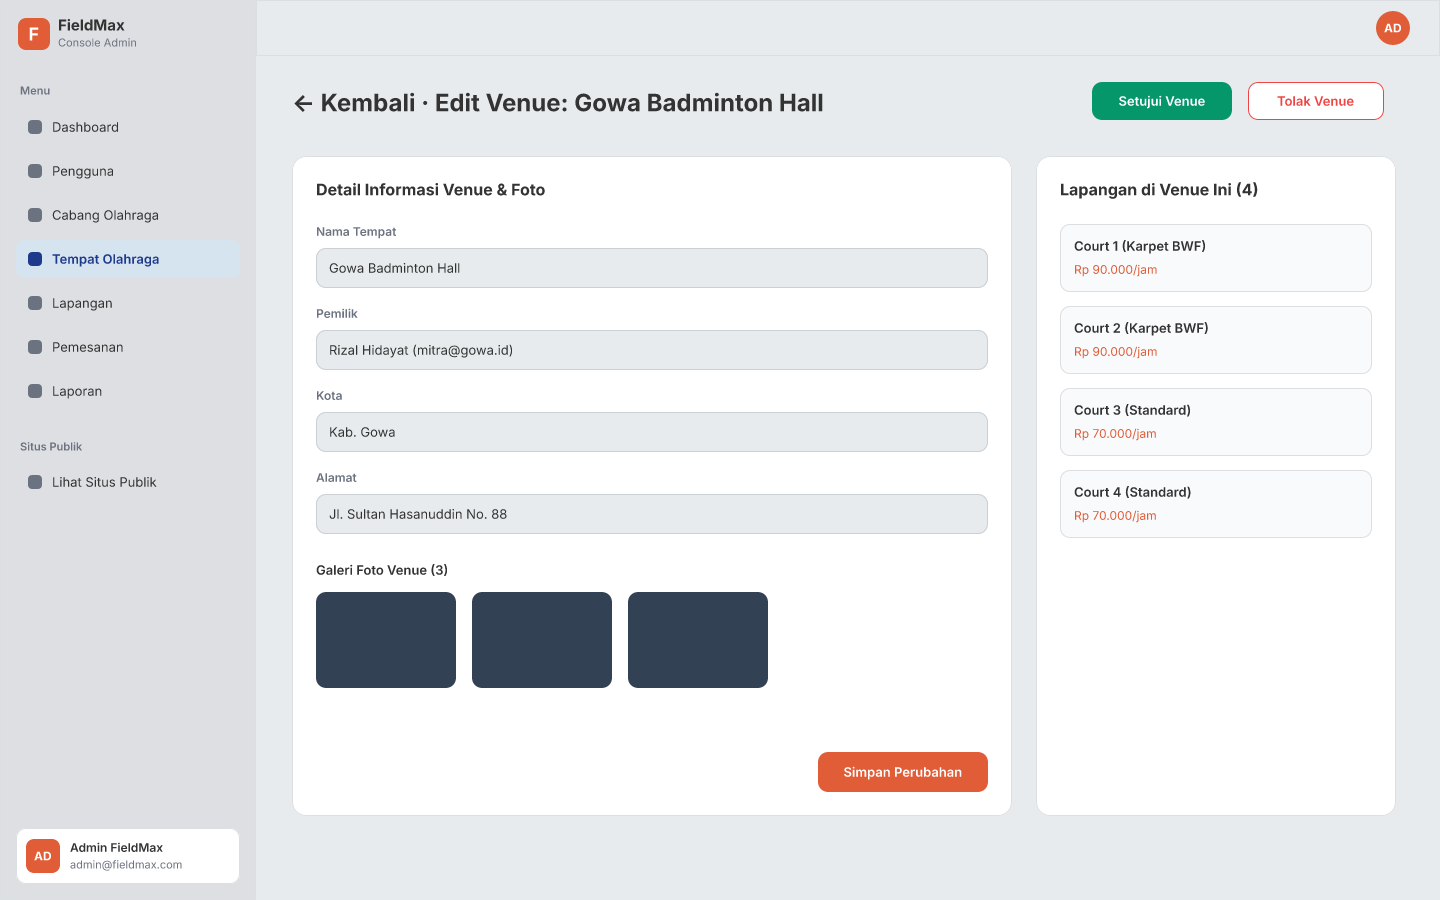 F
FieldMax
Console Admin
Menu
Dashboard
Pengguna
Cabang Olahraga
Tempat Olahraga
Lapangan
Pemesanan
Laporan
Situs Publik
Lihat Situs Publik
AD
Admin FieldMax
admin@fieldmax.com
AD
← Kembali · Edit Venue: Gowa Badminton Hall
Setujui Venue
Tolak Venue
Detail Informasi Venue & Foto
Nama Tempat
Gowa Badminton Hall
Pemilik
Rizal Hidayat (mitra@gowa.id)
Kota
Kab. Gowa
Alamat
Jl. Sultan Hasanuddin No. 88
Galeri Foto Venue (3)
Simpan Perubahan
Lapangan di Venue Ini (4)
Court 1 (Karpet BWF)
Rp 90.000/jam
Court 2 (Karpet BWF)
Rp 90.000/jam
Court 3 (Standard)
Rp 70.000/jam
Court 4 (Standard)
Rp 70.000/jam